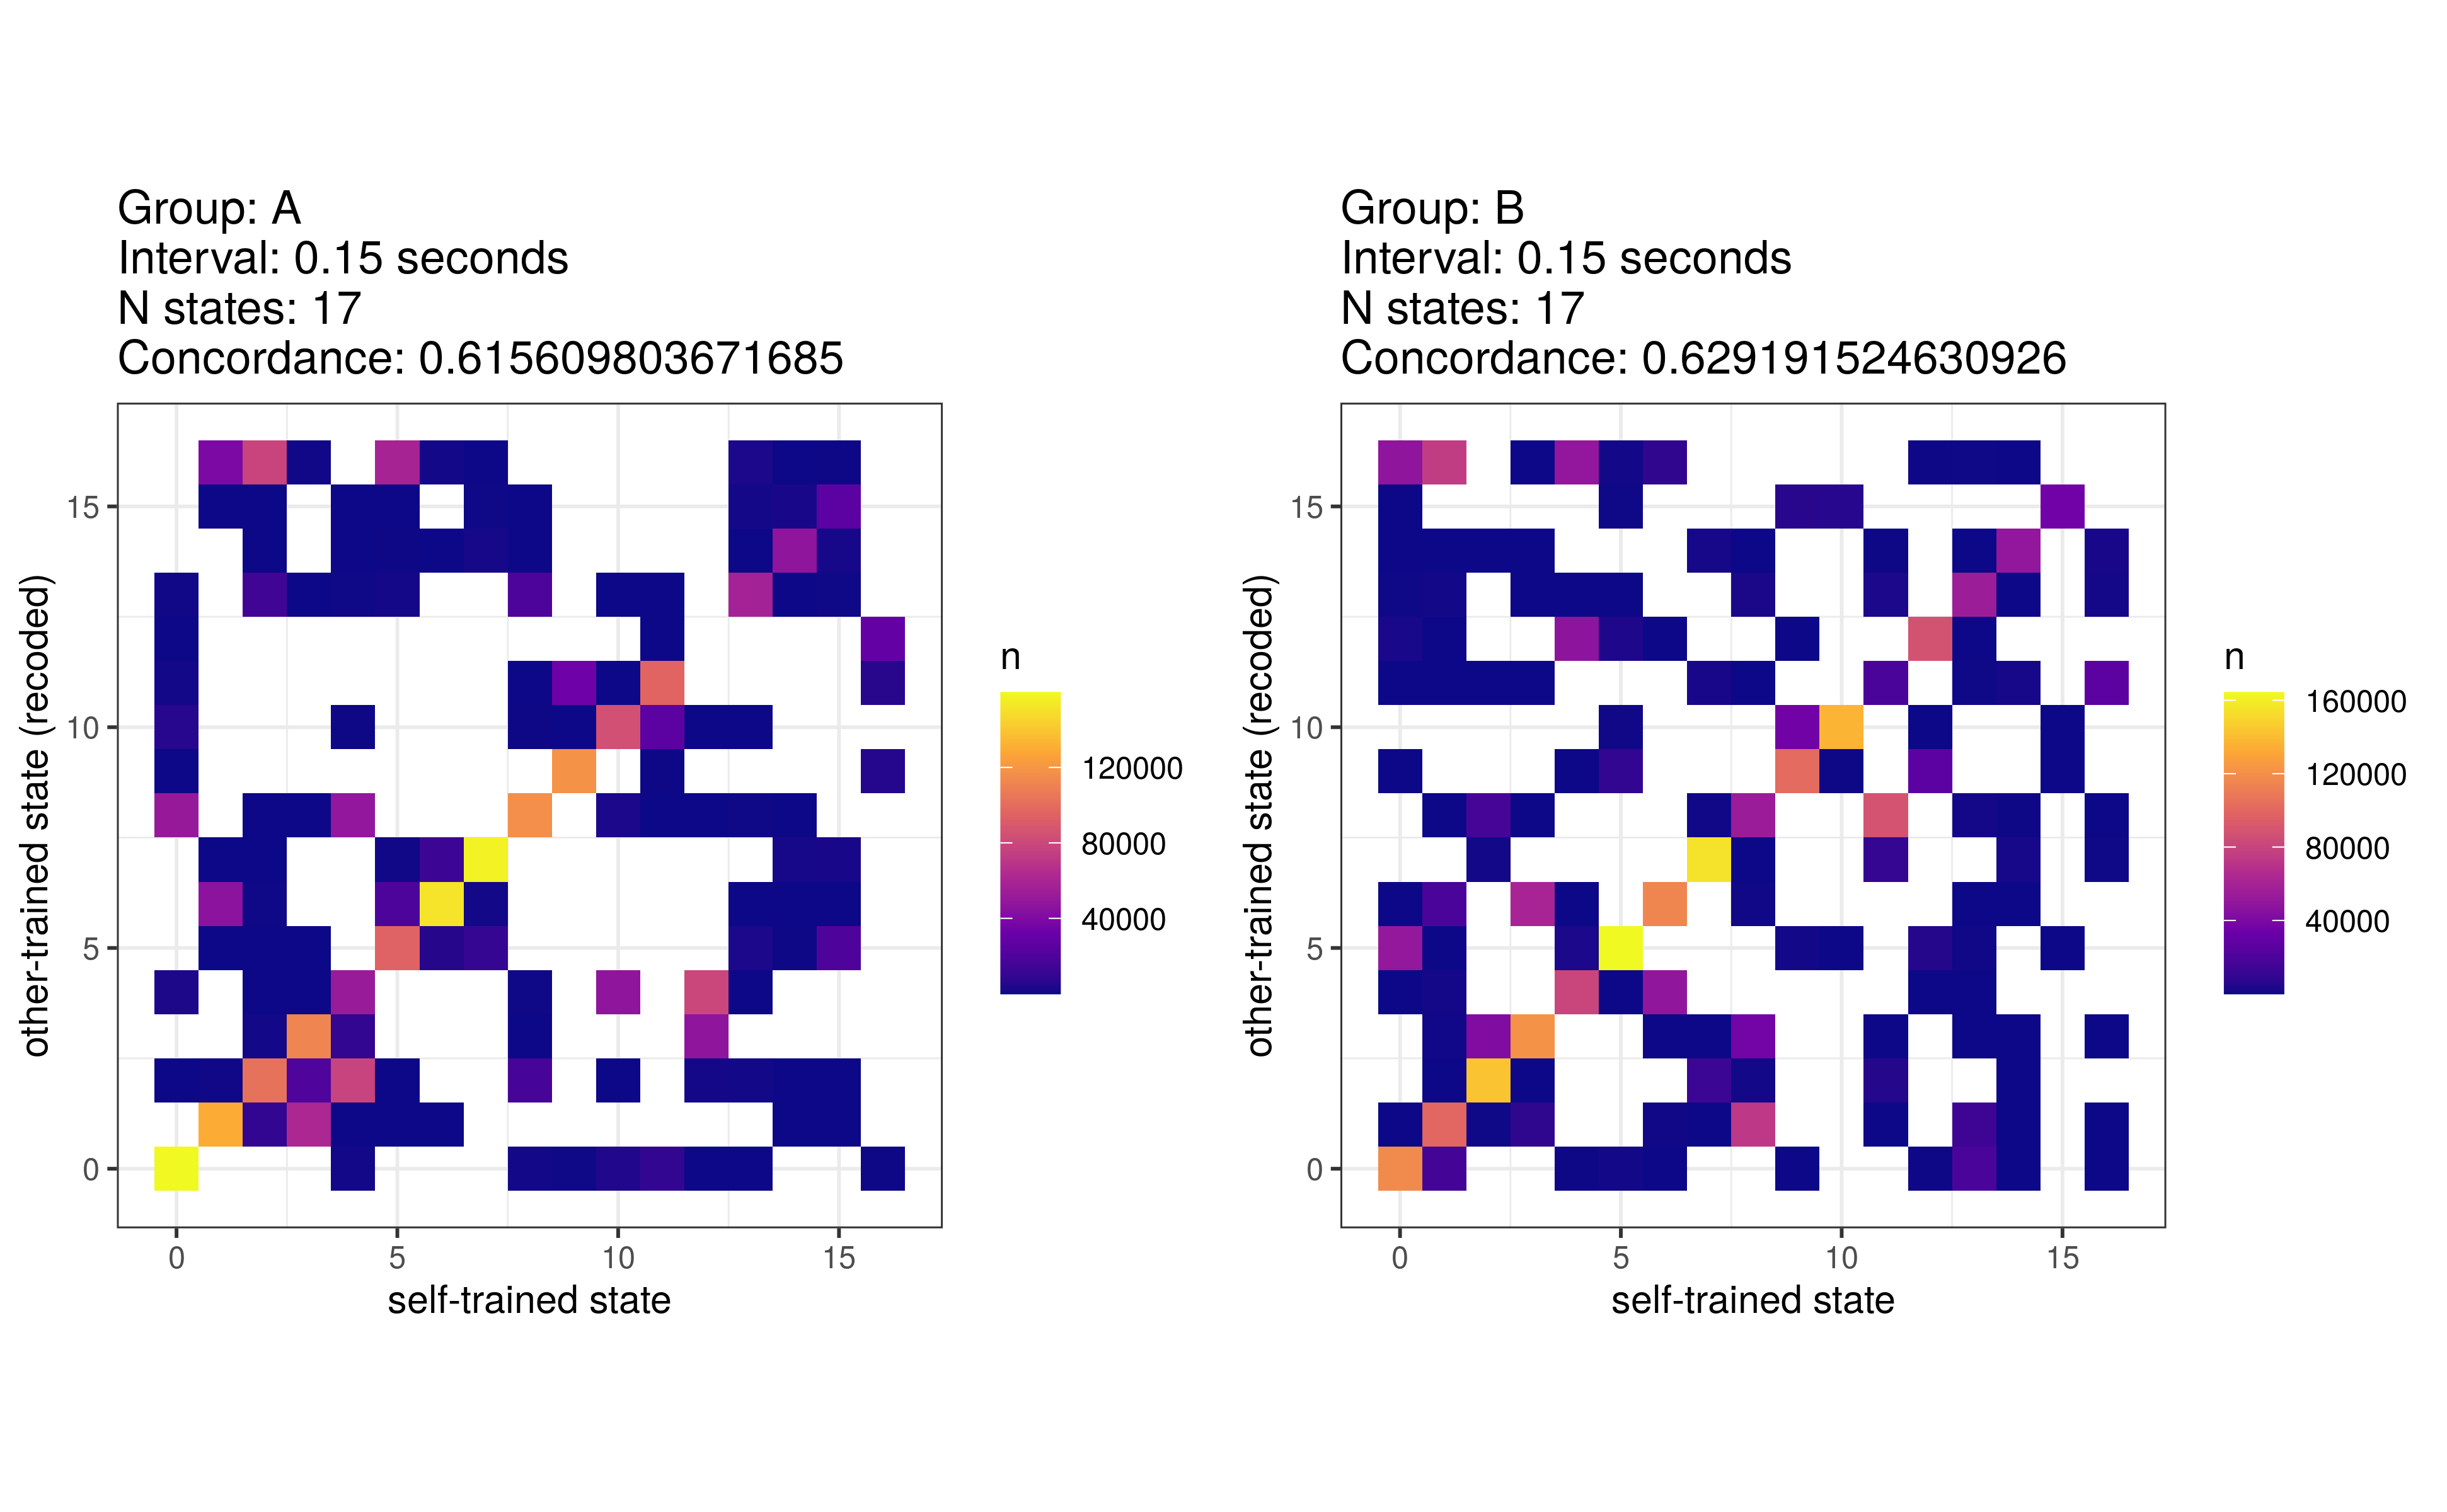 Group: A
Interval: 0.15 seconds
N states: 17
Concordance: 0.615609803671685
other-trained state (recoded)
15
10
5
0
0 5 10 15
self-trained state
n
120000
80000
40000
Group: B
Interval: 0.15 seconds
N states: 17
Concordance: 0.629191524630926
other-trained state (recoded)
15
10
5
0
0 5 10 15
self-trained state
n
160000
120000
80000
40000